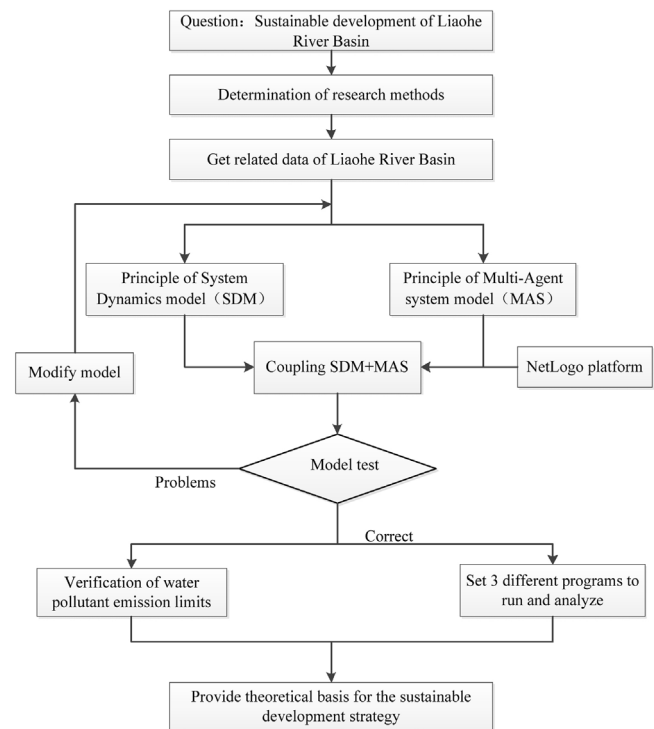 Question：Sustainable development of Liaohe
River Basin
Determination of research methods
Get related data of Liaohe River Basin
Principle of System
Dynamics model（SDM）
Principle of Multi-Agent
system model（MAS）
Modify model
Coupling SDM+MAS
NetLogo platform
Model test
Problems
Correct
Verification of water
pollutant emission limits
Set 3 different programs to
run and analyze
Provide theoretical basis for the sustainable
development strategy